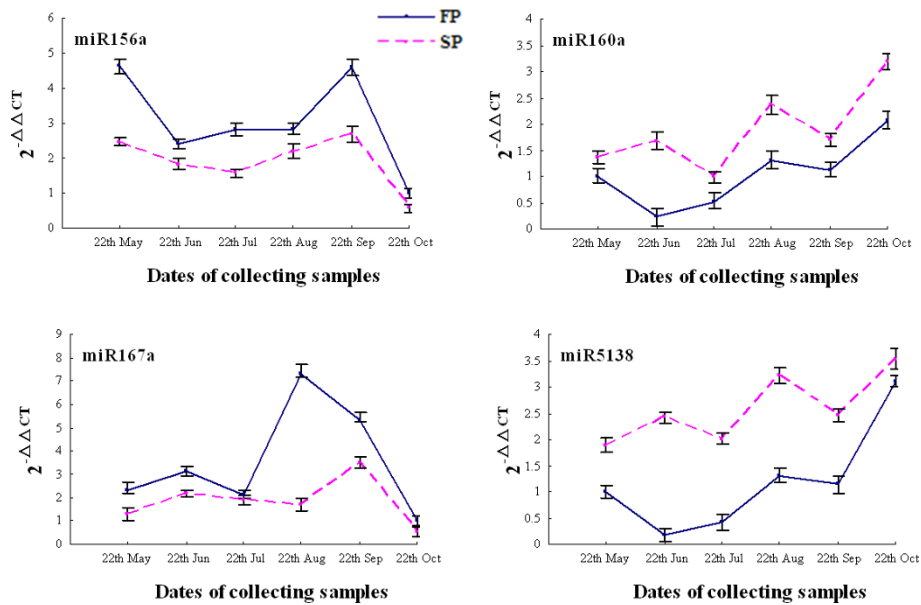 miR156a
FP
SP
2^-△△CT
6
5
4
3
2
1
0
22th May 22th Jun 22th Jul 22th Aug 22th Sep 22th Oct
Dates of collecting samples
miR160a
2^-△△CT
4
3.5
3
2.5
2
1.5
1
0.5
0
22th May 22th Jun 22th Jul 22th Aug 22th Sep 22th Oct
Dates of collecting samples
miR167a
2^-△△CT
9
8
7
6
5
4
3
2
1
0
22th May 22th Jun 22th Jul 22th Aug 22th Sep 22th Oct
Dates of collecting samples
miR5138
2^-△△CT
4
3.5
3
2.5
2
1.5
1
0.5
0
22th May 22th Jun 22th Jul 22th Aug 22th Sep 22th Oct
Dates of collecting samples